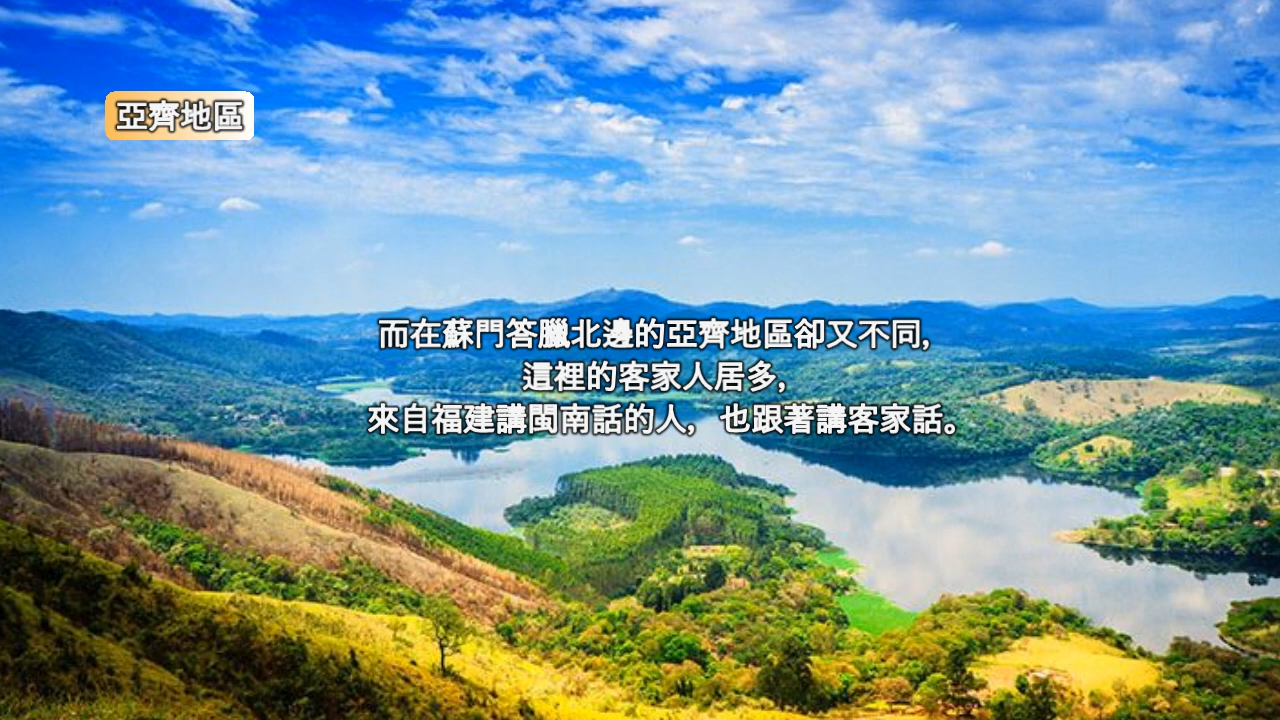 亞齊地區
而在蘇門答臘北邊的亞齊地區卻又不同,
這裡的客家人居多,
來自福建講閩南話的人, 也跟著講客家話。